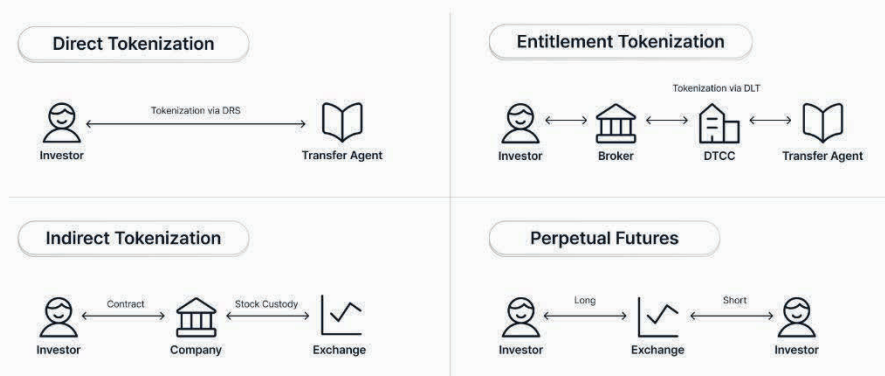 Direct Tokenization
Tokenization via DRS
Investor
Transfer Agent
Entitlement Tokenization
Tokenization via DLT
Investor
Broker
DTCC
Transfer Agent
Indirect Tokenization
Contract
Stock Custody
Investor
Company
Exchange
Perpetual Futures
Long
Short
Investor
Exchange
Investor